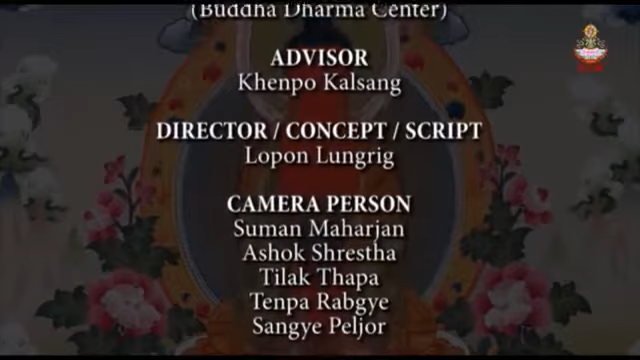 (Buddha Dharma Center)
ADVISOR
Khenpo Kalsang
DIRECTOR / CONCEPT / SCRIPT
Lopon Lungrig
CAMERA PERSON
Suman Maharjan
Ashok Shrestha
Tilak Thapa
Tenpa Rabgye
Sangye Peljor